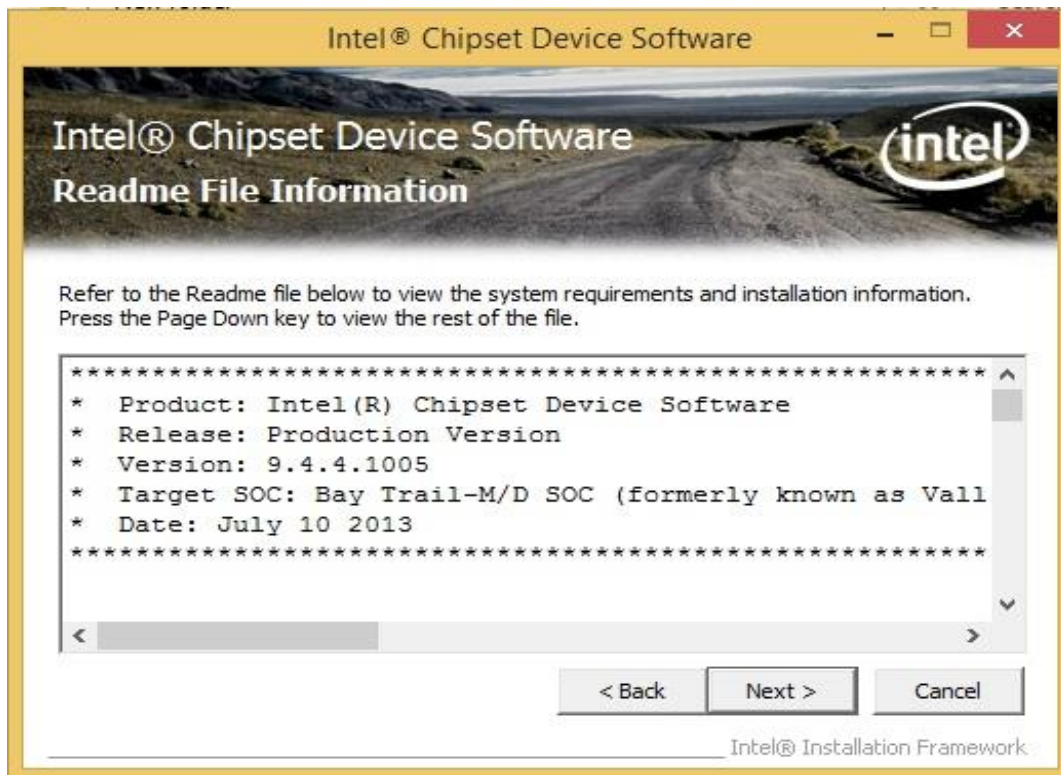 Intel® Chipset Device Software
Intel® Chipset Device Software
intel
Readme File Information
Refer to the Readme file below to view the system requirements and installation information.
Press the Page Down key to view the rest of the file.
************************************************************
* Product: Intel(R) Chipset Device Software
* Release: Production Version
* Version: 9.4.4.1005
* Target SOC: Bay Trail-M/D SOC (formerly known as Vall
* Date: July 10 2013
************************************************************
< Back Next > Cancel
Intel® Installation Framework